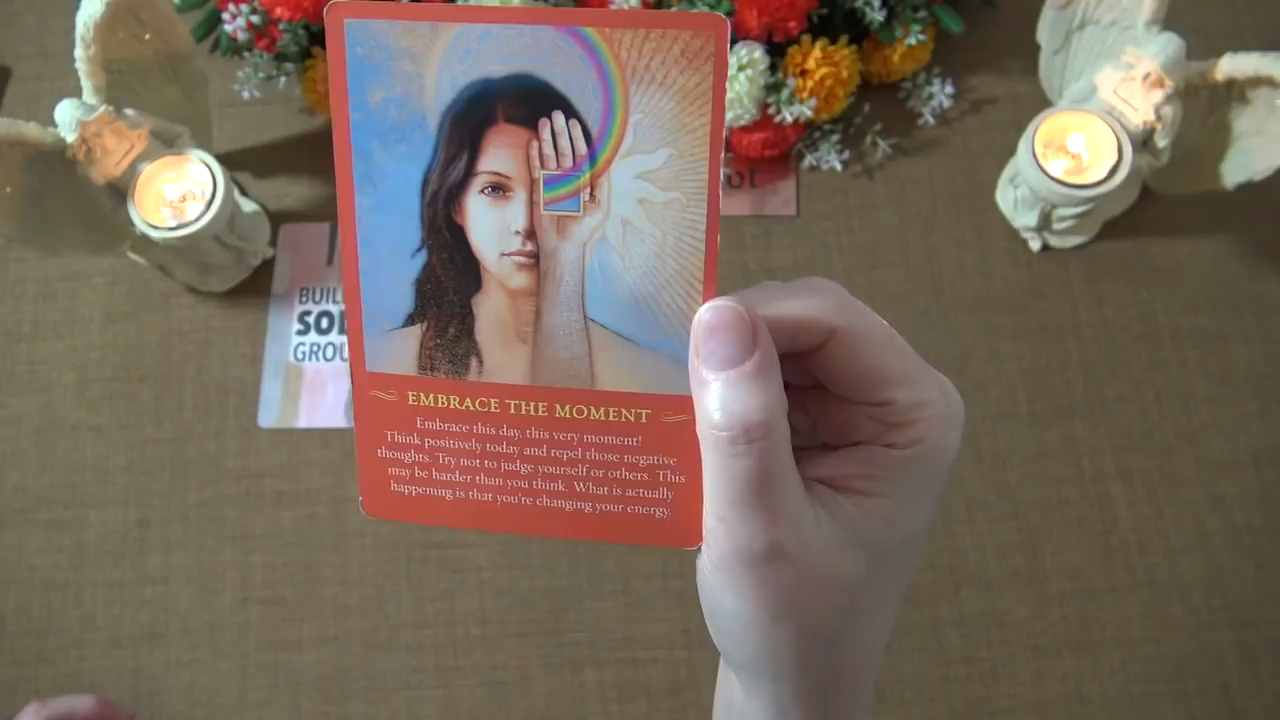 EMBRACE THE MOMENT
Embrace this day, this very moment!
Think positively today and repel those negative
thoughts. Try not to judge yourself or others. This
may be harder than you think. What is actually
happening is that you're changing your energy.
BUIL
SOL
GROU